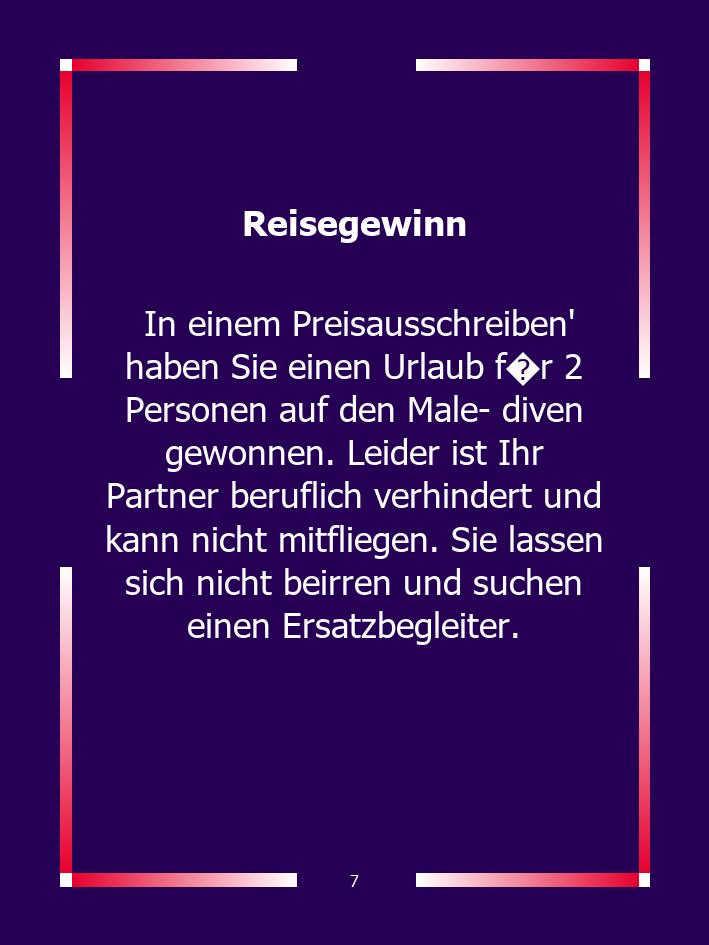 Reisegewinn
In einem Preisausschreiben'
haben Sie einen Urlaub f�r 2
Personen auf den Male- diven
gewonnen. Leider ist Ihr
Partner beruflich verhindert und
kann nicht mitfliegen. Sie lassen
sich nicht beirren und suchen
einen Ersatzbegleiter.
7